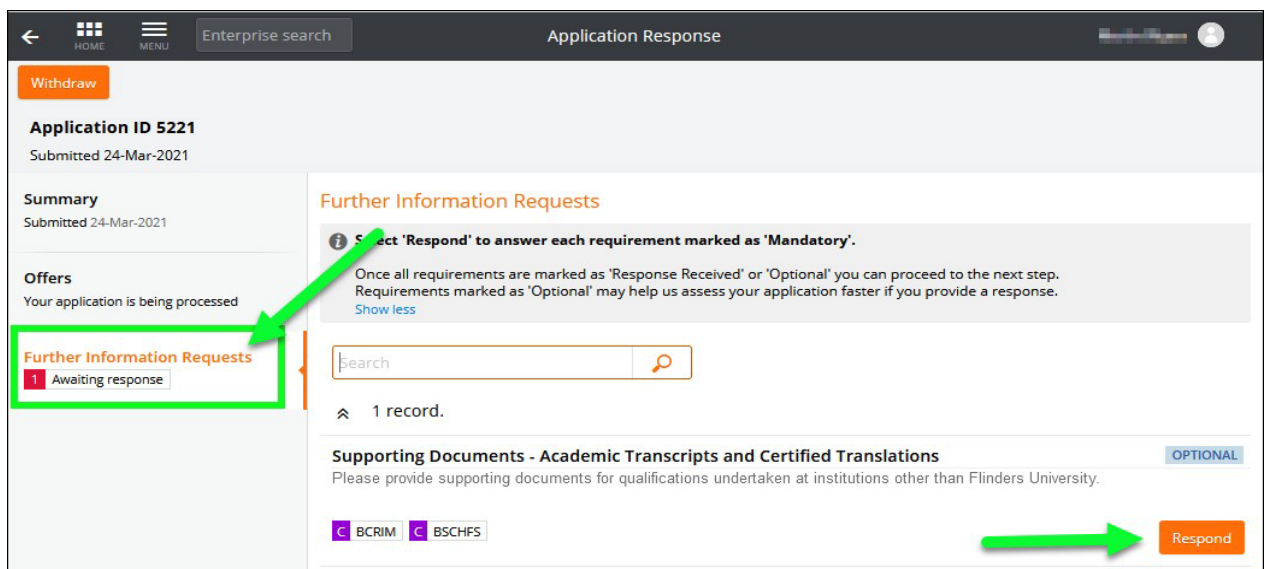 HOME
MENU
Enterprise search
Application Response
Withdraw
Application ID 5221
Submitted 24-Mar-2021
Summary
Submitted 24-Mar-2021
Offers
Your application is being processed
Further Information Requests
1 Awaiting response
Further Information Requests
Select 'Respond' to answer each requirement marked as 'Mandatory'.
Once all requirements are marked as 'Response Received' or 'Optional' you can proceed to the next step.
Requirements marked as 'Optional' may help us assess your application faster if you provide a response.
Show less
Search
1 record.
Supporting Documents - Academic Transcripts and Certified Translations
OPTIONAL
Please provide supporting documents for qualifications undertaken at institutions other than Flinders University.
C BCRIM C BSCHFS
Respond